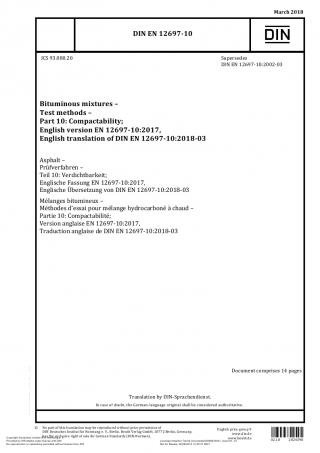 March 2018
DIN EN 12697-10
DIN
ICS 93.080.20
Supersedes
DIN EN 12697-10:2002-03
Bituminous mixtures –
Test methods –
Part 10: Compactability;
English version EN 12697-10:2017,
English translation of DIN EN 12697-10:2018-03
Asphalt –
Prüfverfahren –
Teil 10: Verdichtbarkeit;
Englische Fassung EN 12697-10:2017,
Englische Übersetzung von DIN EN 12697-10:2018-03
Mélanges bitumineux –
Méthodes d'essai pour mélange hydrocarboné à chaud –
Partie 10: Compactabilité;
Version anglaise EN 12697-10:2017,
Traduction anglaise de DIN EN 12697-10:2018-03
Document comprises 14 pages
Translation by DIN-Sprachendienst.
In case of doubt, the German-language original shall be considered authoritative.
No part of this translation may be reproduced without prior permission of
DIN Deutsches Institut für Normung e. V., Berlin. Beuth Verlag GmbH, 10772 Berlin, Germany,
has the exclusive right of sale for German Standards (DIN-Normen).
English price group 9
www.din.de
www.beuth.de